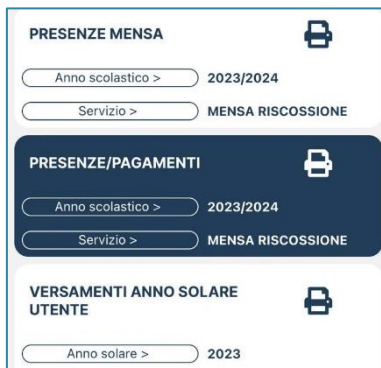 PRESENZE MENSA
Anno scolastico > 2023/2024
Servizio > MENSA RISCOSSIONE
PRESENZE/PAGAMENTI
Anno scolastico > 2023/2024
Servizio > MENSA RISCOSSIONE
VERSAMENTI ANNO SOLARE
UTENTE
Anno solare > 2023